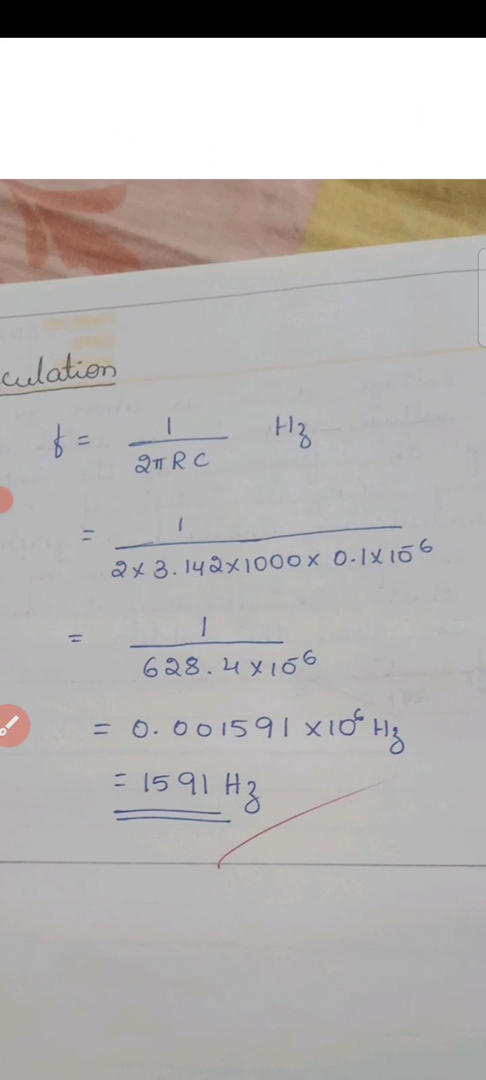 culation
f = 1 / 2πRC Hz
= 1 / 2 × 3.142 × 1000 × 0.1 × 10⁻⁶
= 1 / 628.4 × 10⁻⁶
= 0.001591 × 10⁶ Hz
= 1591 Hz